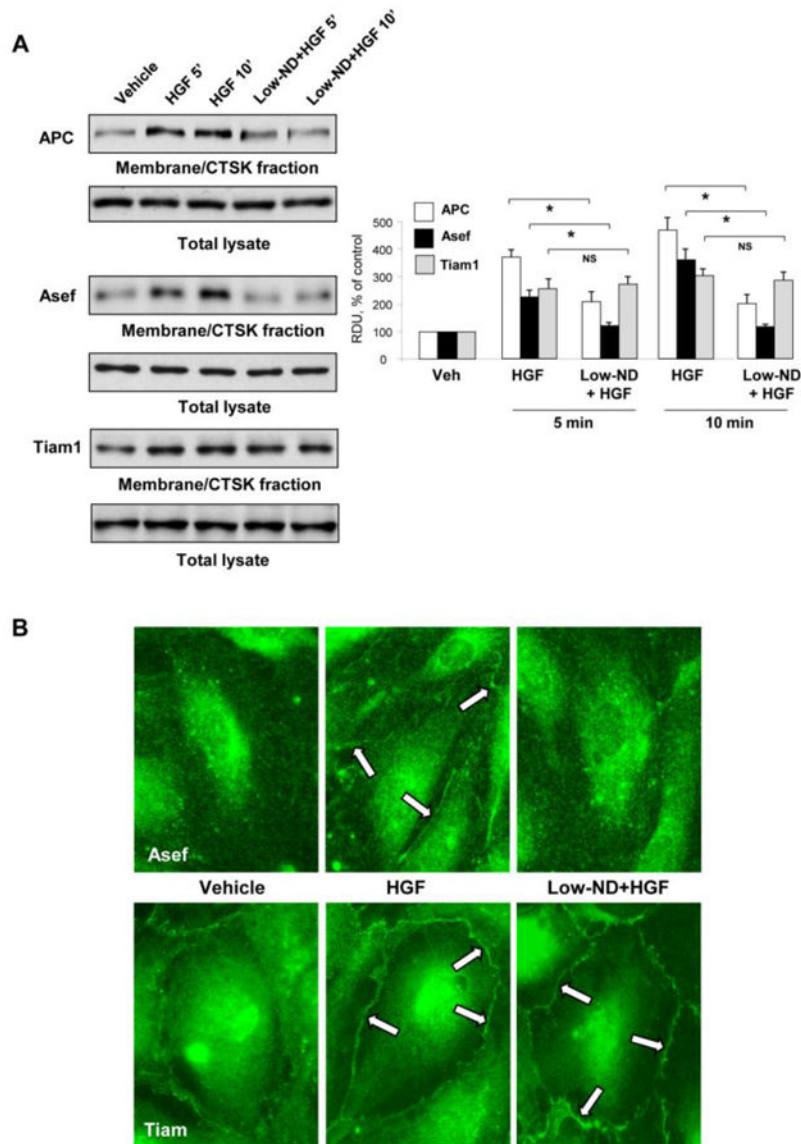 A
Vehicle
HGF 5'
HGF 10'
Low-ND+HGF 5'
Low-ND+HGF 10'
APC
Membrane/CTSK fraction
Total lysate
Asef
Membrane/CTSK fraction
Total lysate
Tiam1
Membrane/CTSK fraction
Total lysate
RDU, % of control
500
400
300
200
100
0
APC
Asef
Tiam1
*
*
NS
*
*
NS
Veh
HGF
Low-ND
+ HGF
HGF
Low-ND
+ HGF
5 min
10 min
B
Asef
Vehicle
HGF
Low-ND+HGF
Tiam